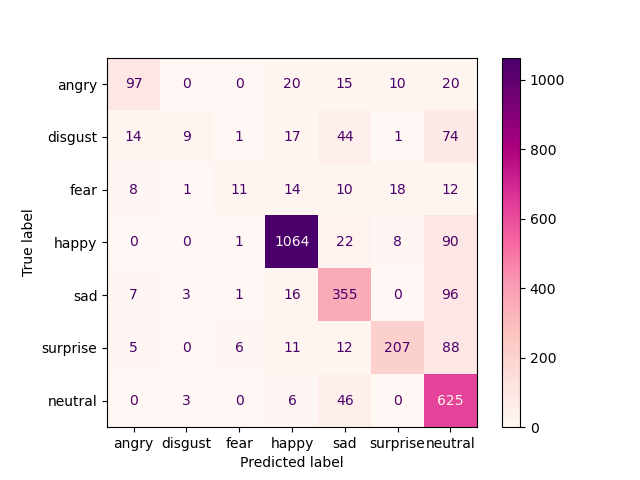 angry 97 0 0 20 15 10 20
disgust 14 9 1 17 44 1 74
fear 8 1 11 14 10 18 12
happy 0 0 1 1064 22 8 90
sad 7 3 1 16 355 0 96
surprise 5 0 6 11 12 207 88
neutral 0 3 0 6 46 0 625
angry disgust fear happy sad surprise neutral
Predicted label
True label
1000
800
600
400
200
0